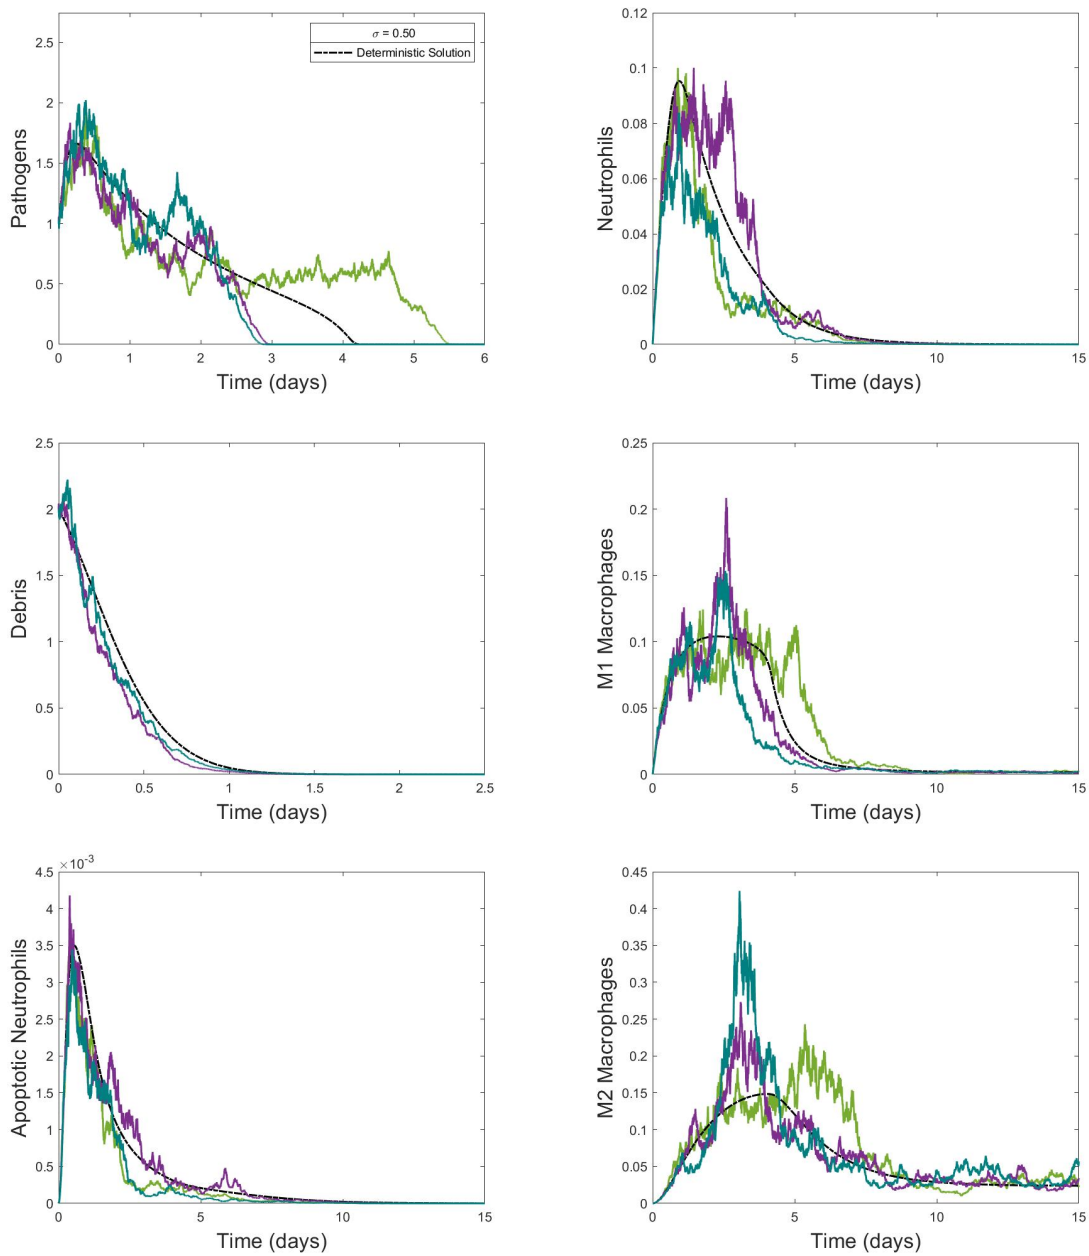 2.5
2
1.5
1
0.5
0
Pathogens
σ = 0.50
Deterministic Solution
0 1 2 3 4 5 6
Time (days)
0.12
0.1
0.08
0.06
0.04
0.02
0
Neutrophils
0 5 10 15
Time (days)
2.5
2
1.5
1
0.5
0
Debris
0 0.5 1 1.5 2 2.5
Time (days)
0.25
0.2
0.15
0.1
0.05
0
M1 Macrophages
0 5 10 15
Time (days)
×10-3
4.5
4
3.5
3
2.5
2
1.5
1
0.5
0
Apoptotic Neutrophils
0 5 10 15
Time (days)
0.45
0.4
0.35
0.3
0.25
0.2
0.15
0.1
0.05
0
M2 Macrophages
0 5 10 15
Time (days)